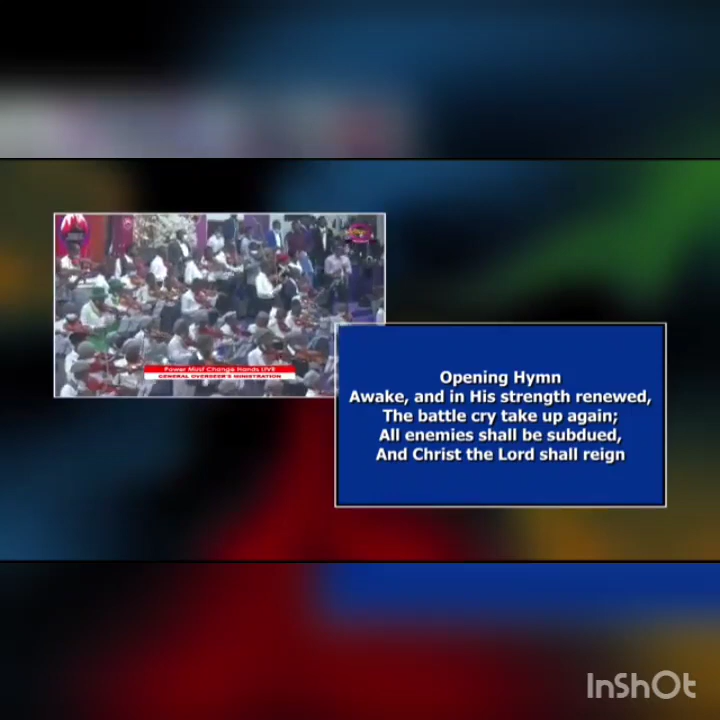 Power Must Change Hands LIVE
GENERAL OVERSEER'S MINISTRATION
Opening Hymn
Awake, and in His strength renewed,
The battle cry take up again;
All enemies shall be subdued,
And Christ the Lord shall reign
InShOt